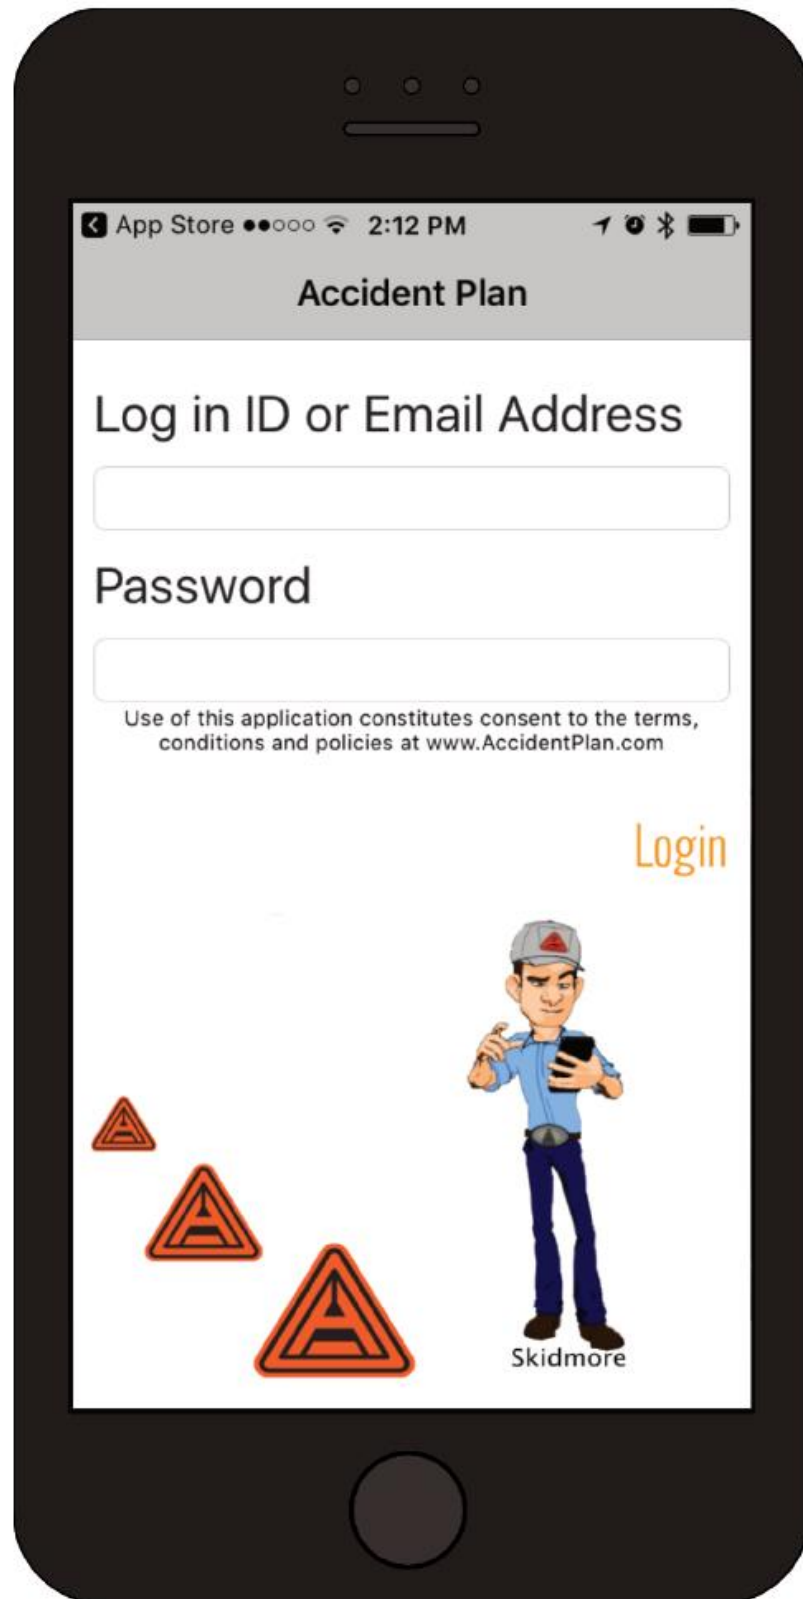 App Store 2:12 PM
Accident Plan
Log in ID or Email Address
Password
Use of this application constitutes consent to the terms,
conditions and policies at www.AccidentPlan.com
Login
A
A
A
Skidmore